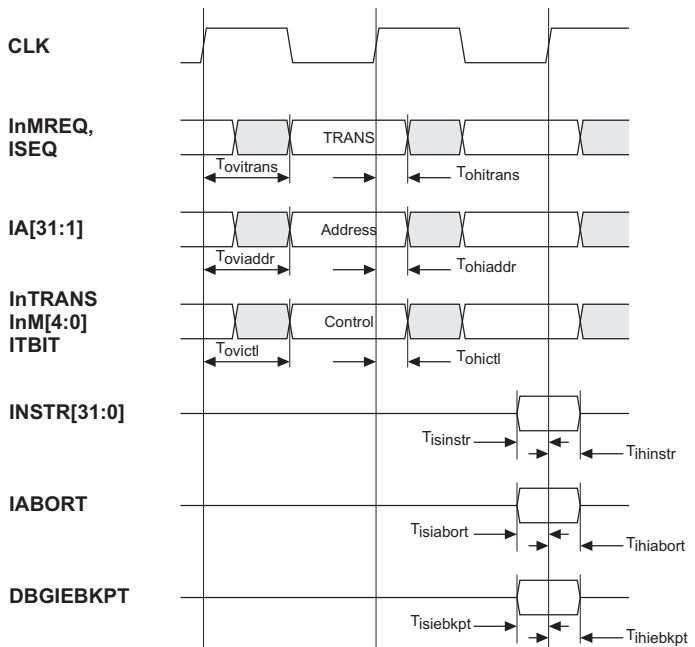 CLK
InMREQ,
ISEQ
TRANS
Tovitrans
Tohitrans
IA[31:1]
Address
Toviaddr
Tohiaddr
InTRANS
InM[4:0]
ITBIT
Control
Tovictl
Tohictl
INSTR[31:0]
Tisinstr
Tihinstr
IABORT
Tisiabort
Tihiabort
DBGIEBKPT
Tisiebkpt
Tihiebkpt